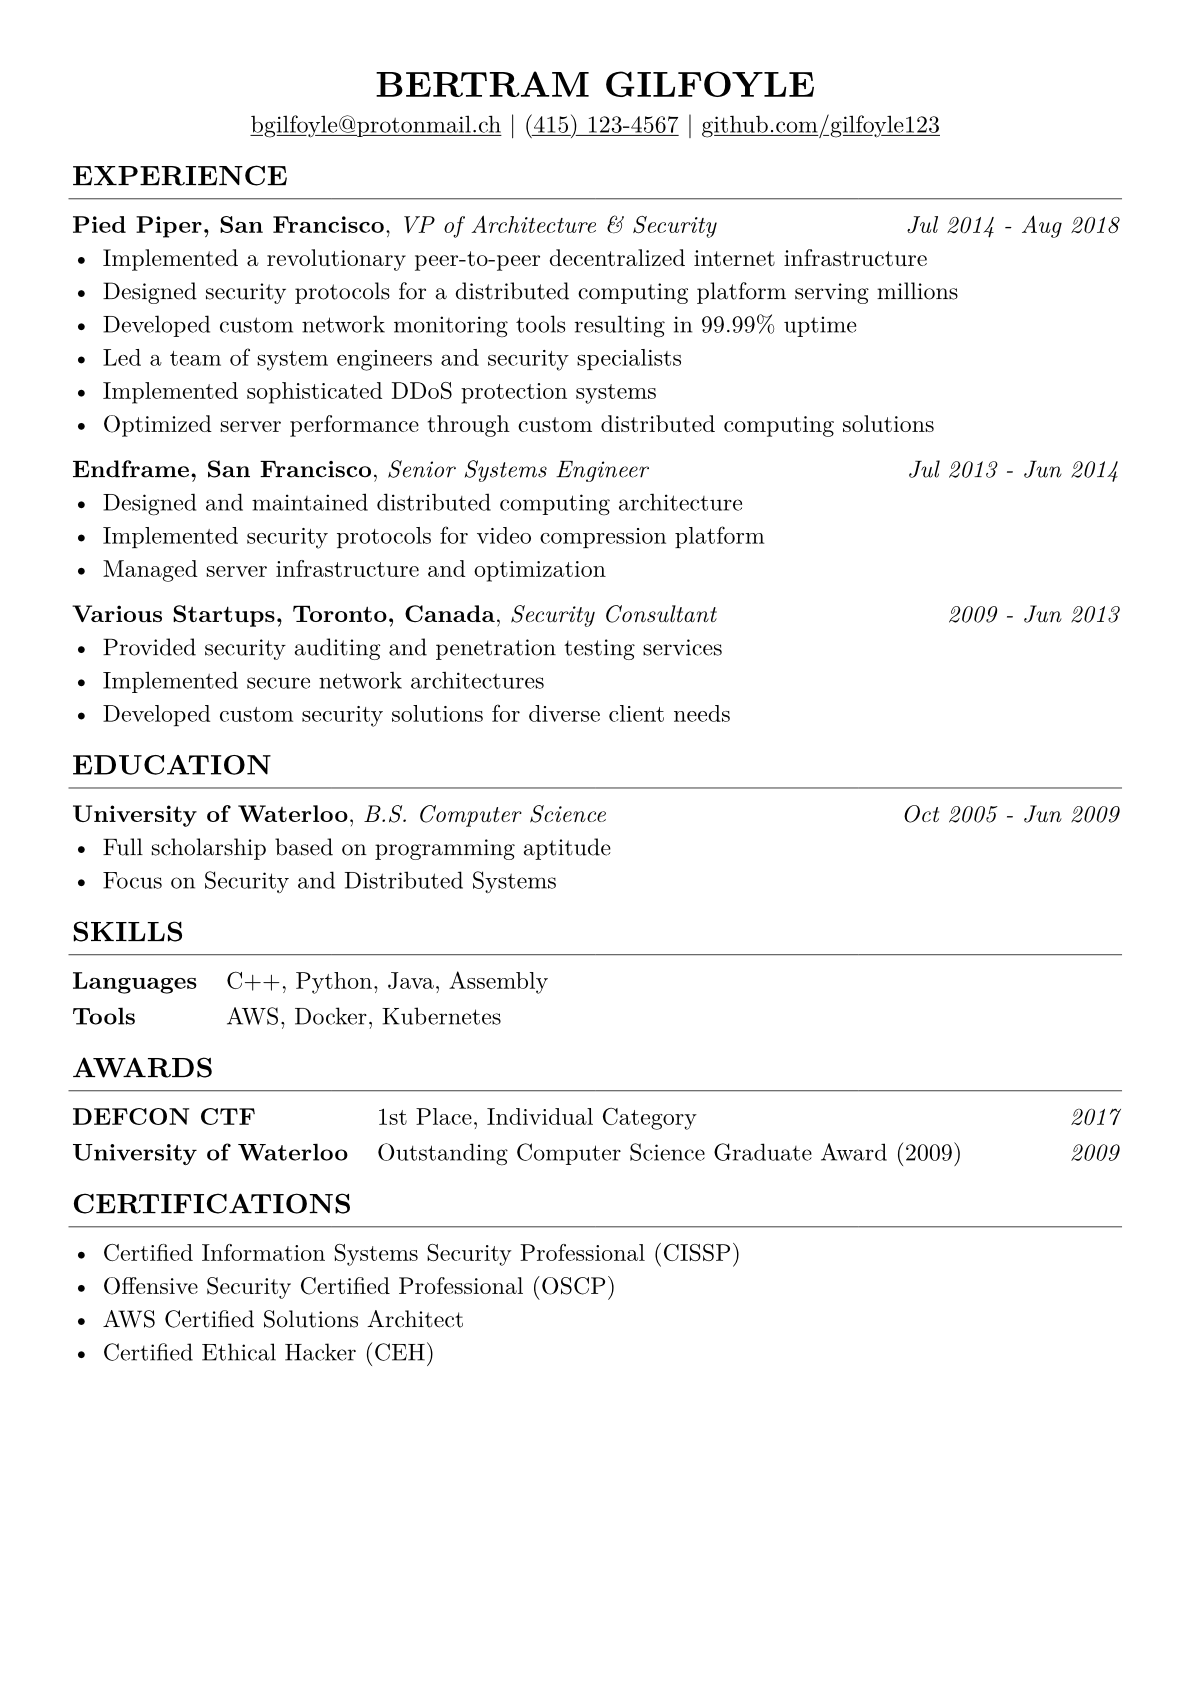 BERTRAM GILFOYLE
bgilfoyle@protonmail.ch | (415) 123-4567 | github.com/gilfoyle123
EXPERIENCE
Pied Piper, San Francisco, VP of Architecture & Security Jul 2014 - Aug 2018
• Implemented a revolutionary peer-to-peer decentralized internet infrastructure
• Designed security protocols for a distributed computing platform serving millions
• Developed custom network monitoring tools resulting in 99.99% uptime
• Led a team of system engineers and security specialists
• Implemented sophisticated DDoS protection systems
• Optimized server performance through custom distributed computing solutions
Endframe, San Francisco, Senior Systems Engineer Jul 2013 - Jun 2014
• Designed and maintained distributed computing architecture
• Implemented security protocols for video compression platform
• Managed server infrastructure and optimization
Various Startups, Toronto, Canada, Security Consultant 2009 - Jun 2013
• Provided security auditing and penetration testing services
• Implemented secure network architectures
• Developed custom security solutions for diverse client needs
EDUCATION
University of Waterloo, B.S. Computer Science Oct 2005 - Jun 2009
• Full scholarship based on programming aptitude
• Focus on Security and Distributed Systems
SKILLS
Languages C++, Python, Java, Assembly
Tools AWS, Docker, Kubernetes
AWARDS
DEFCON CTF 1st Place, Individual Category 2017
University of Waterloo Outstanding Computer Science Graduate Award (2009) 2009
CERTIFICATIONS
• Certified Information Systems Security Professional (CISSP)
• Offensive Security Certified Professional (OSCP)
• AWS Certified Solutions Architect
• Certified Ethical Hacker (CEH)